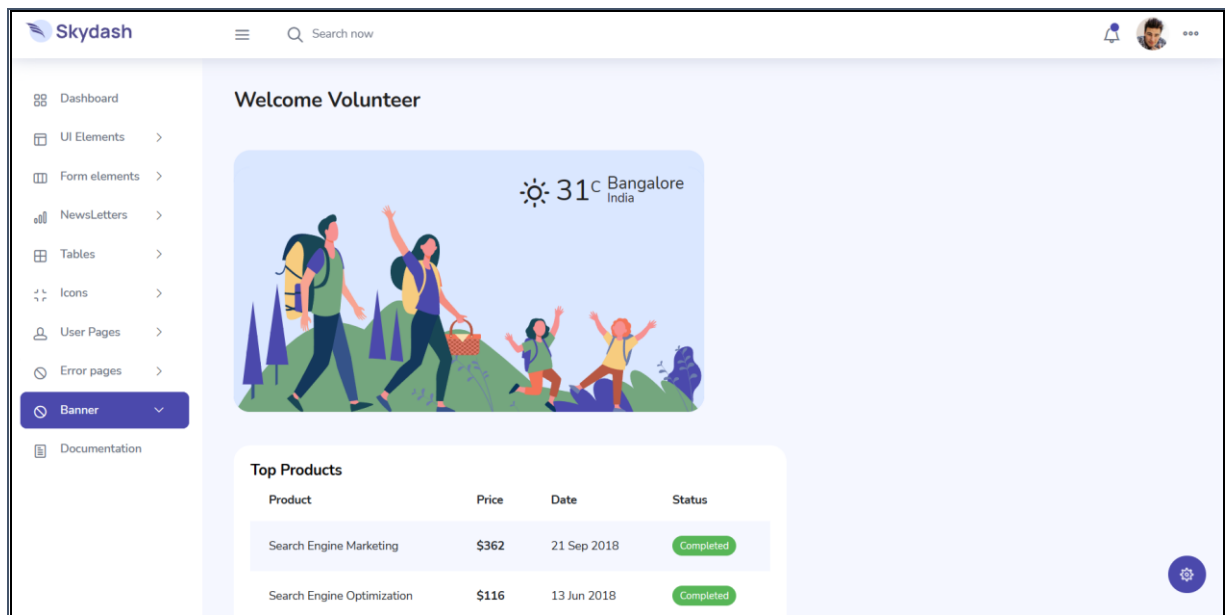 Skydash
Search now
Dashboard
UI Elements
Form elements
NewsLetters
Tables
Icons
User Pages
Error pages
Banner
Documentation
Welcome Volunteer
31C Bangalore
India
Top Products
Product Price Date Status
Search Engine Marketing $362 21 Sep 2018 Completed
Search Engine Optimization $116 13 Jun 2018 Completed